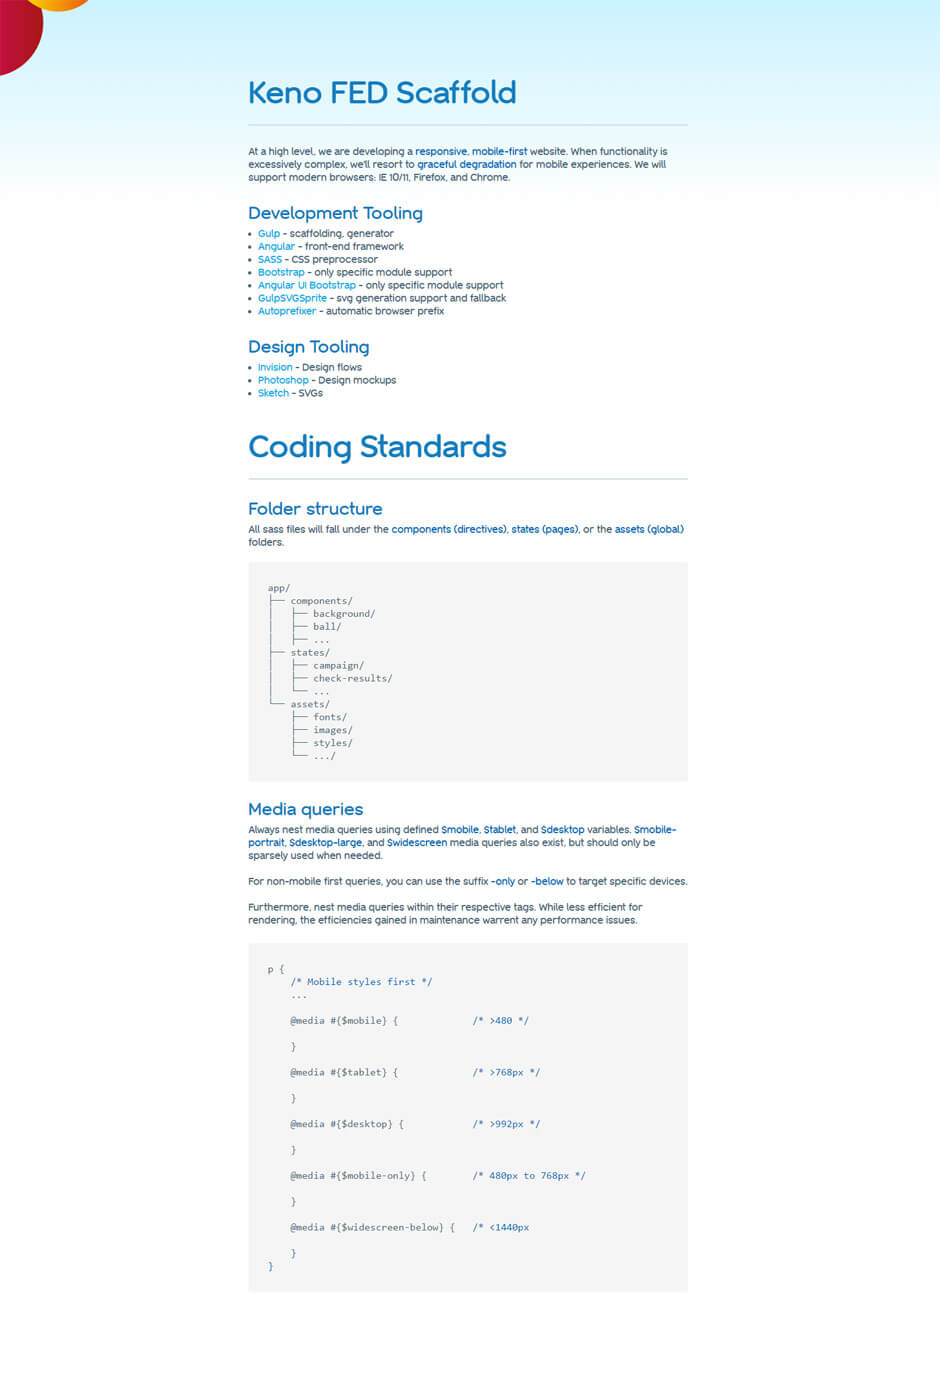 Keno FED Scaffold
At a high level, we are developing a responsive, mobile-first website. When functionality is
excessively complex, we'll resort to graceful degradation for mobile experiences. We will
support modern browsers: IE 10/11, Firefox, and Chrome.
Development Tooling
• Gulp - scaffolding, generator
• Angular - front-end framework
• SASS - CSS preprocessor
• Bootstrap - only specific module support
• Angular UI Bootstrap - only specific module support
• GulpSVGSprite - svg generation support and fallback
• Autoprefixer - automatic browser prefix
Design Tooling
• Invision - Design flows
• Photoshop - Design mockups
• Sketch - SVGs
Coding Standards
Folder structure
All sass files will fall under the components (directives), states (pages), or the assets (global)
folders.
app/
├── components/
│   ├── background/
│   ├── ball/
│   ├── ...
├── states/
│   ├── campaign/
│   ├── check-results/
│   └── ...
└── assets/
    ├── fonts/
    ├── images/
    ├── styles/
    └── .../
Media queries
Always nest media queries using defined $mobile, $tablet, and $desktop variables. $mobile-
portrait, $desktop-large, and $widescreen media queries also exist, but should only be
sparsely used when needed.
For non-mobile first queries, you can use the suffix -only or -below to target specific devices.
Furthermore, nest media queries within their respective tags. While less efficient for
rendering, the efficiencies gained in maintenance warrent any performance issues.
p {
    /* Mobile styles first */
    ...
    @media #{$mobile} {             /* >480 */
    }
    @media #{$tablet} {             /* >768px */
    }
    @media #{$desktop} {            /* >992px */
    }
    @media #{$mobile-only} {        /* 480px to 768px */
    }
    @media #{$widescreen-below} {   /* <1440px
    }
}